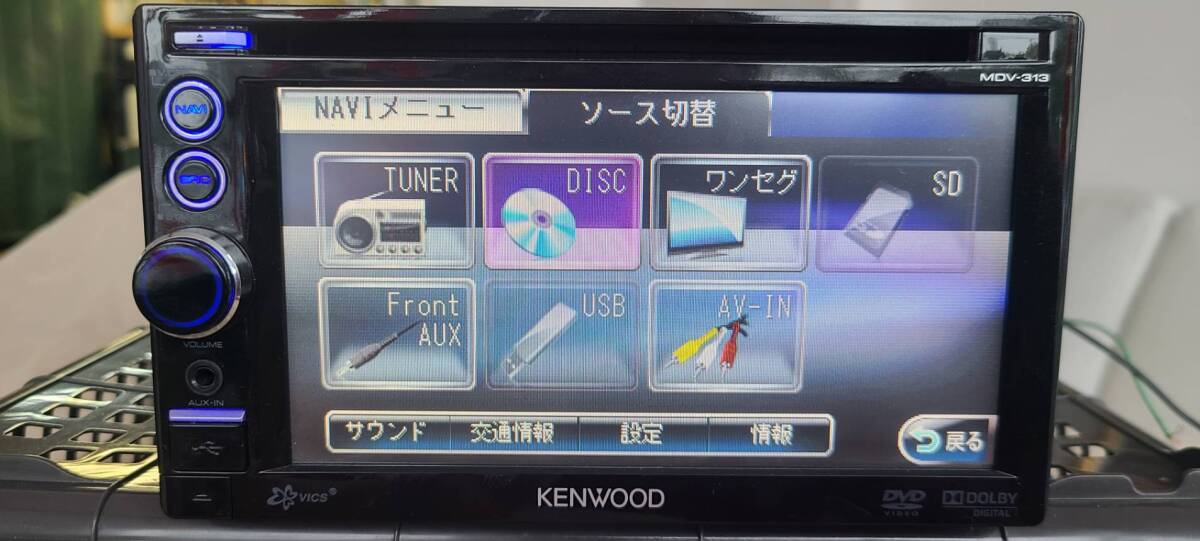 MDV-313
NAVI
SRC
STANDBY
VOLUME
AUX-IN
NAVIメニュー
ソース切替
TUNER
DISC
ワンセグ
SD
Front
AUX
USB
AV-IN
サウンド
交通情報
設定
情報
戻る
VICS®
KENWOOD
DVD
VIDEO
DOLBY
DIGITAL